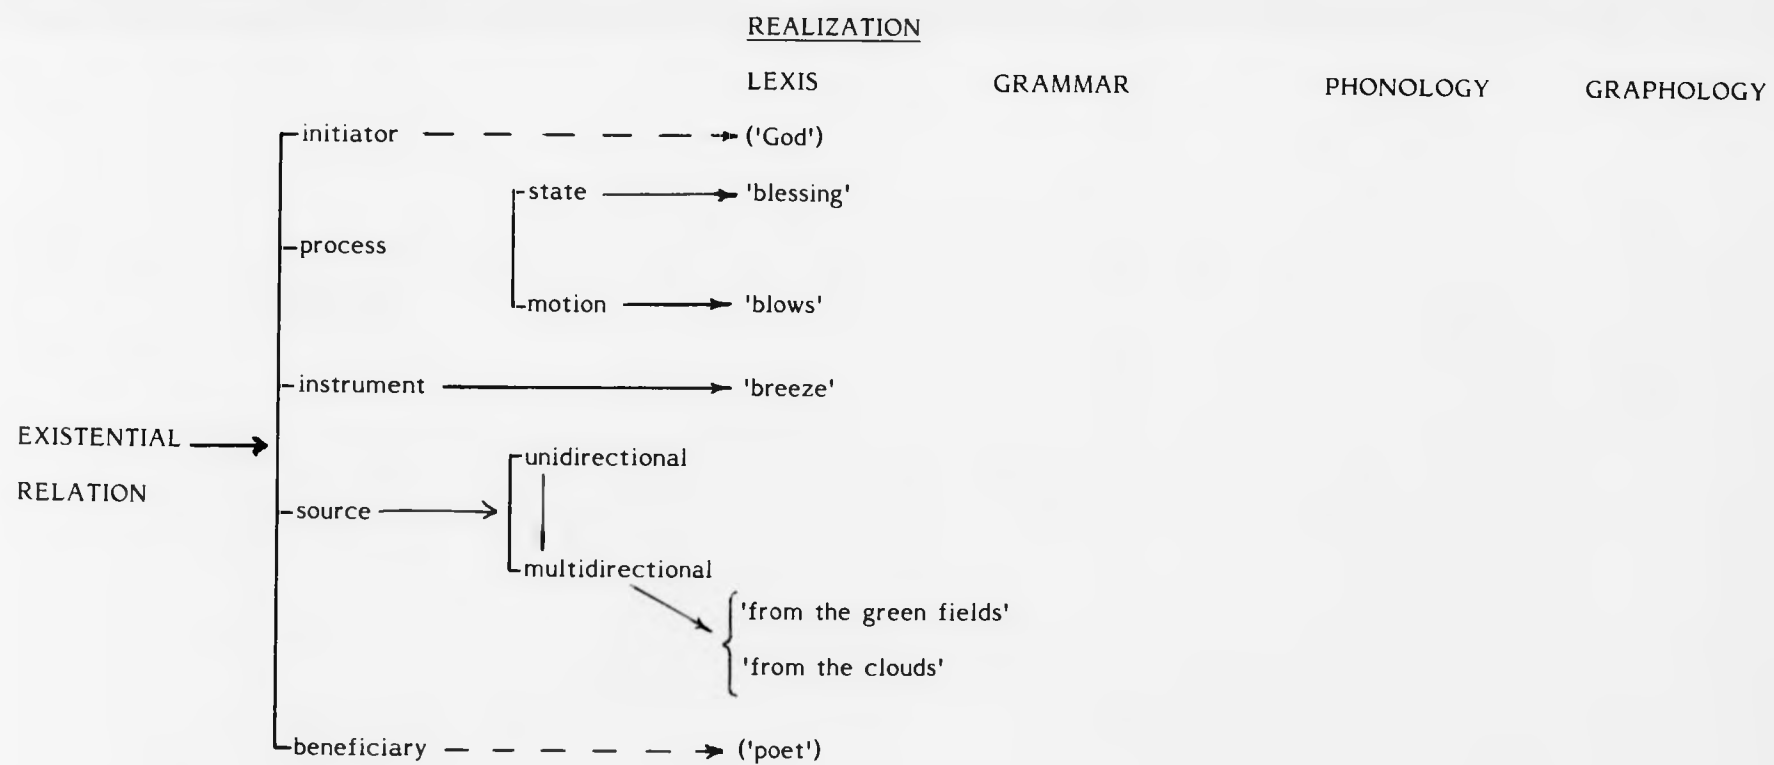 REALIZATION
LEXIS GRAMMAR PHONOLOGY GRAPHOLOGY
initiator ('God')
state 'blessing'
process
motion 'blows'
instrument 'breeze'
EXISTENTIAL
unidirectional
RELATION
source
multidirectional
'from the green fields'
'from the clouds'
beneficiary ('poet')